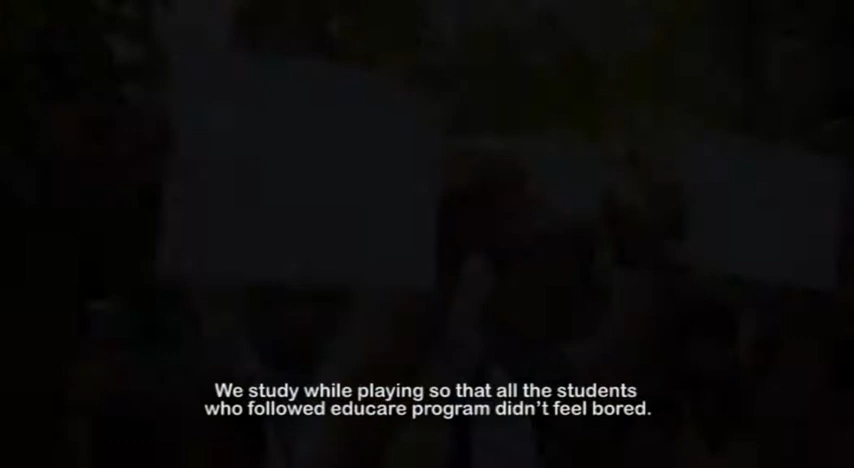 We study while playing so that all the students
who followed educare program didn't feel bored.